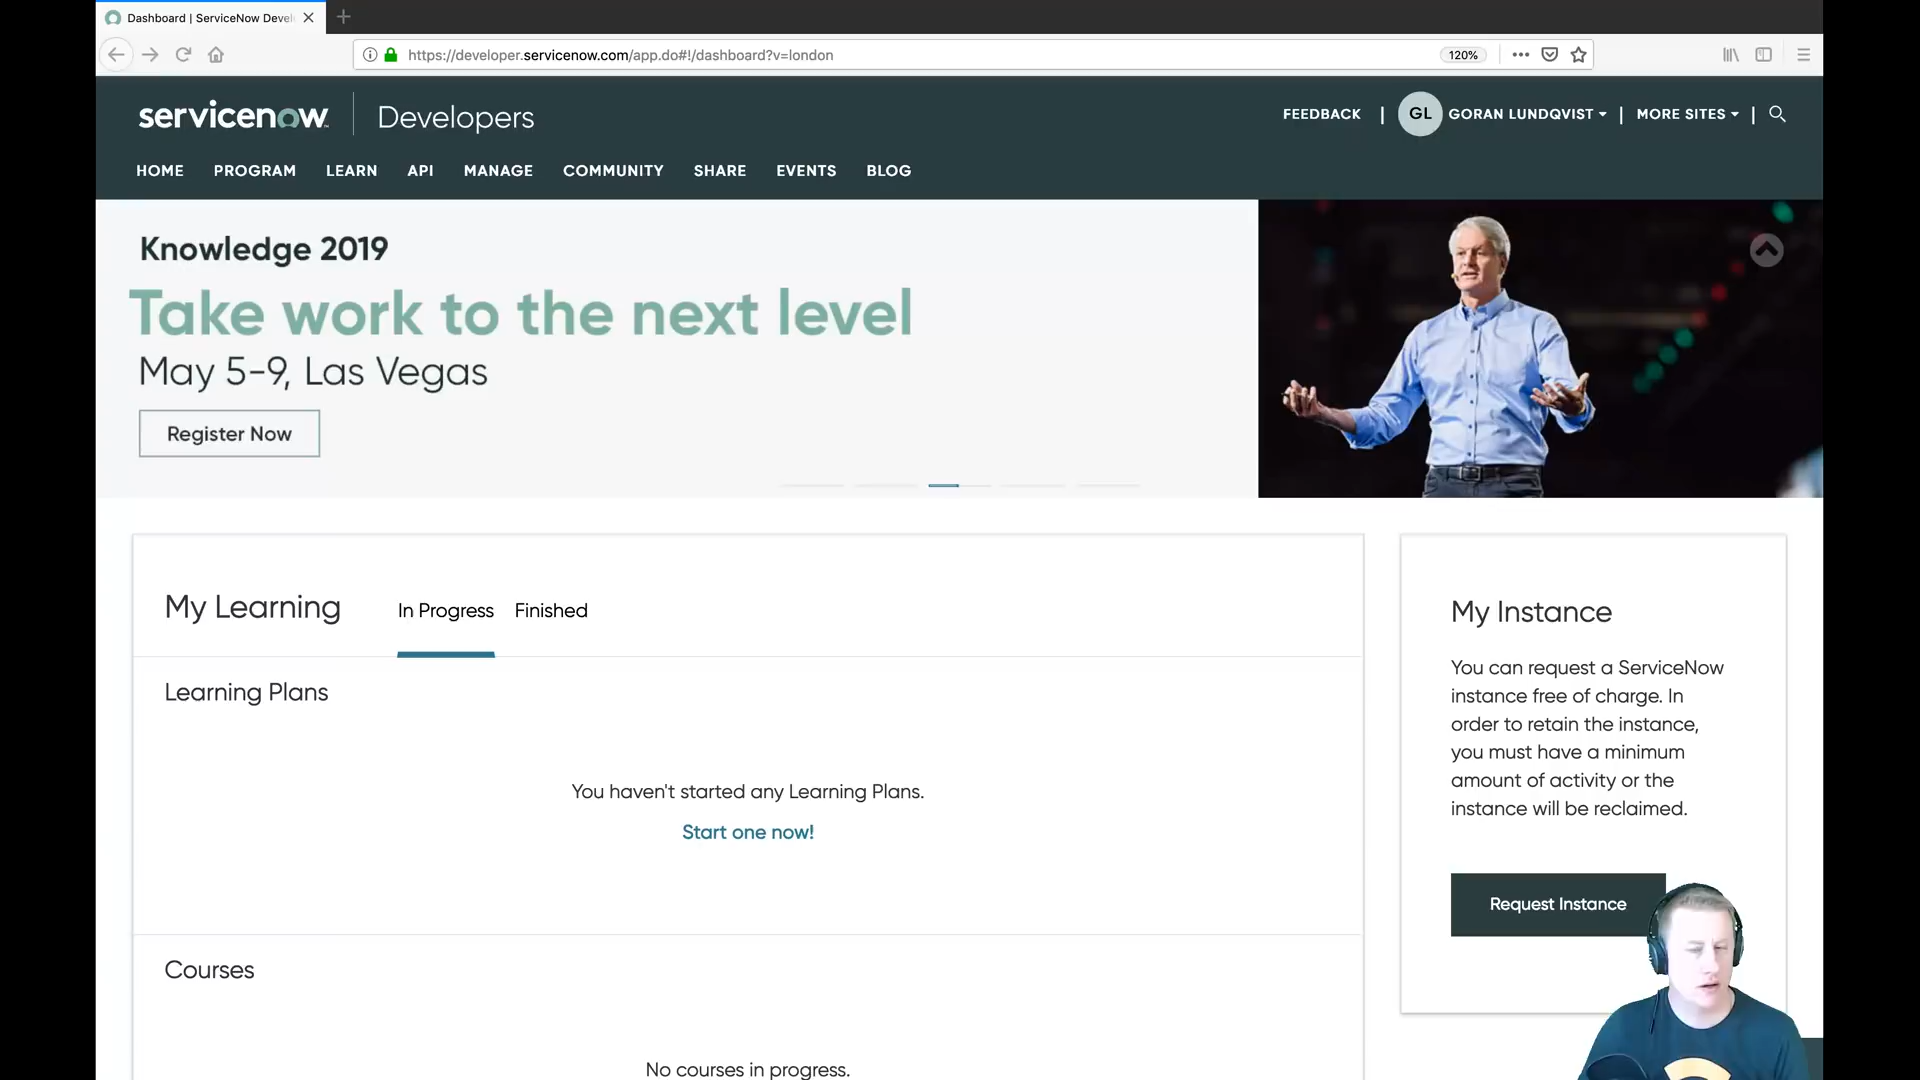 Dashboard | ServiceNow Devel
https://developer.servicenow.com/app.do#!/dashboard?v=london
120%
servicenow
Developers
FEEDBACK | GL GORAN LUNDQVIST | MORE SITES |
HOME PROGRAM LEARN API MANAGE COMMUNITY SHARE EVENTS BLOG
Knowledge 2019
Take work to the next level
May 5-9, Las Vegas
Register Now
My Learning
In Progress Finished
Learning Plans
You haven't started any Learning Plans.
Start one now!
Courses
No courses in progress.
My Instance
You can request a ServiceNow
instance free of charge. In
order to retain the instance,
you must have a minimum
amount of activity or the
instance will be reclaimed.
Request Instance